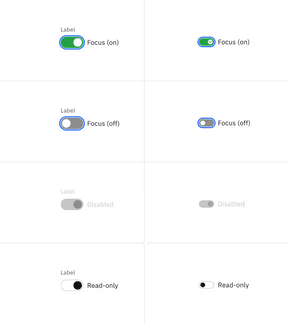 Label
Focus (on)
Focus (on)
Label
Focus (off)
Focus (off)
Label
Disabled
Disabled
Label
Read-only
Read-only